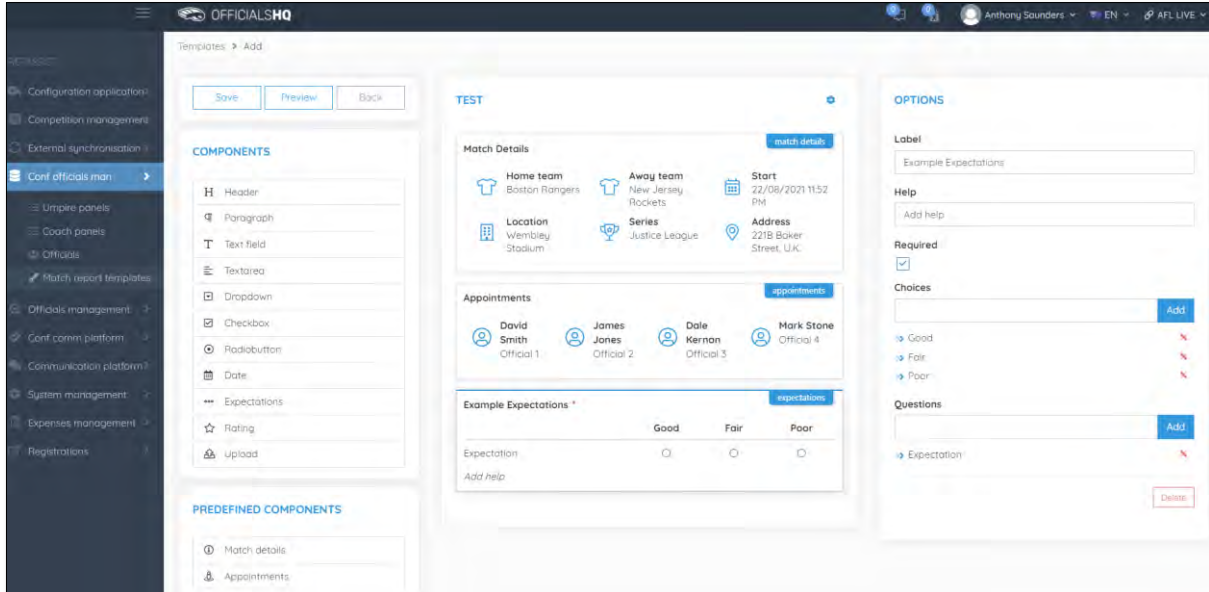 OFFICIALSHQ
Anthony Saunders
EN
AFL LIVE
Templates > Add
Configuration application
Competition management
External synchronisation
Conf officials man
Umpire panels
Coach panels
Officials
Match report templates
Officials management
Conf comm platform
Communication platform
System management
Expenses management
Registrations
Save
Preview
Back
COMPONENTS
Header
Paragraph
Text field
Textarea
Dropdown
Checkbox
Radiobutton
Date
Expectations
Rating
Upload
PREDEFINED COMPONENTS
Match details
Appointments
TEST
match details
Match Details
Home team
Boston Rangers
Away team
New Jersey
Rockets
Start
22/08/2021 11:52
PM
Location
Wembley
Stadium
Series
Justice League
Address
221B Baker
Street, U.K.
appointments
Appointments
David
Smith
Official 1
James
Jones
Official 2
Dale
Kernan
Official 3
Mark Stone
Official 4
expectations
Example Expectations *
Good Fair Poor
Expectation
Add help
OPTIONS
Label
Example Expectations
Help
Add help
Required
Choices
Add
Good
Fair
Poor
Questions
Add
Expectation
Delete